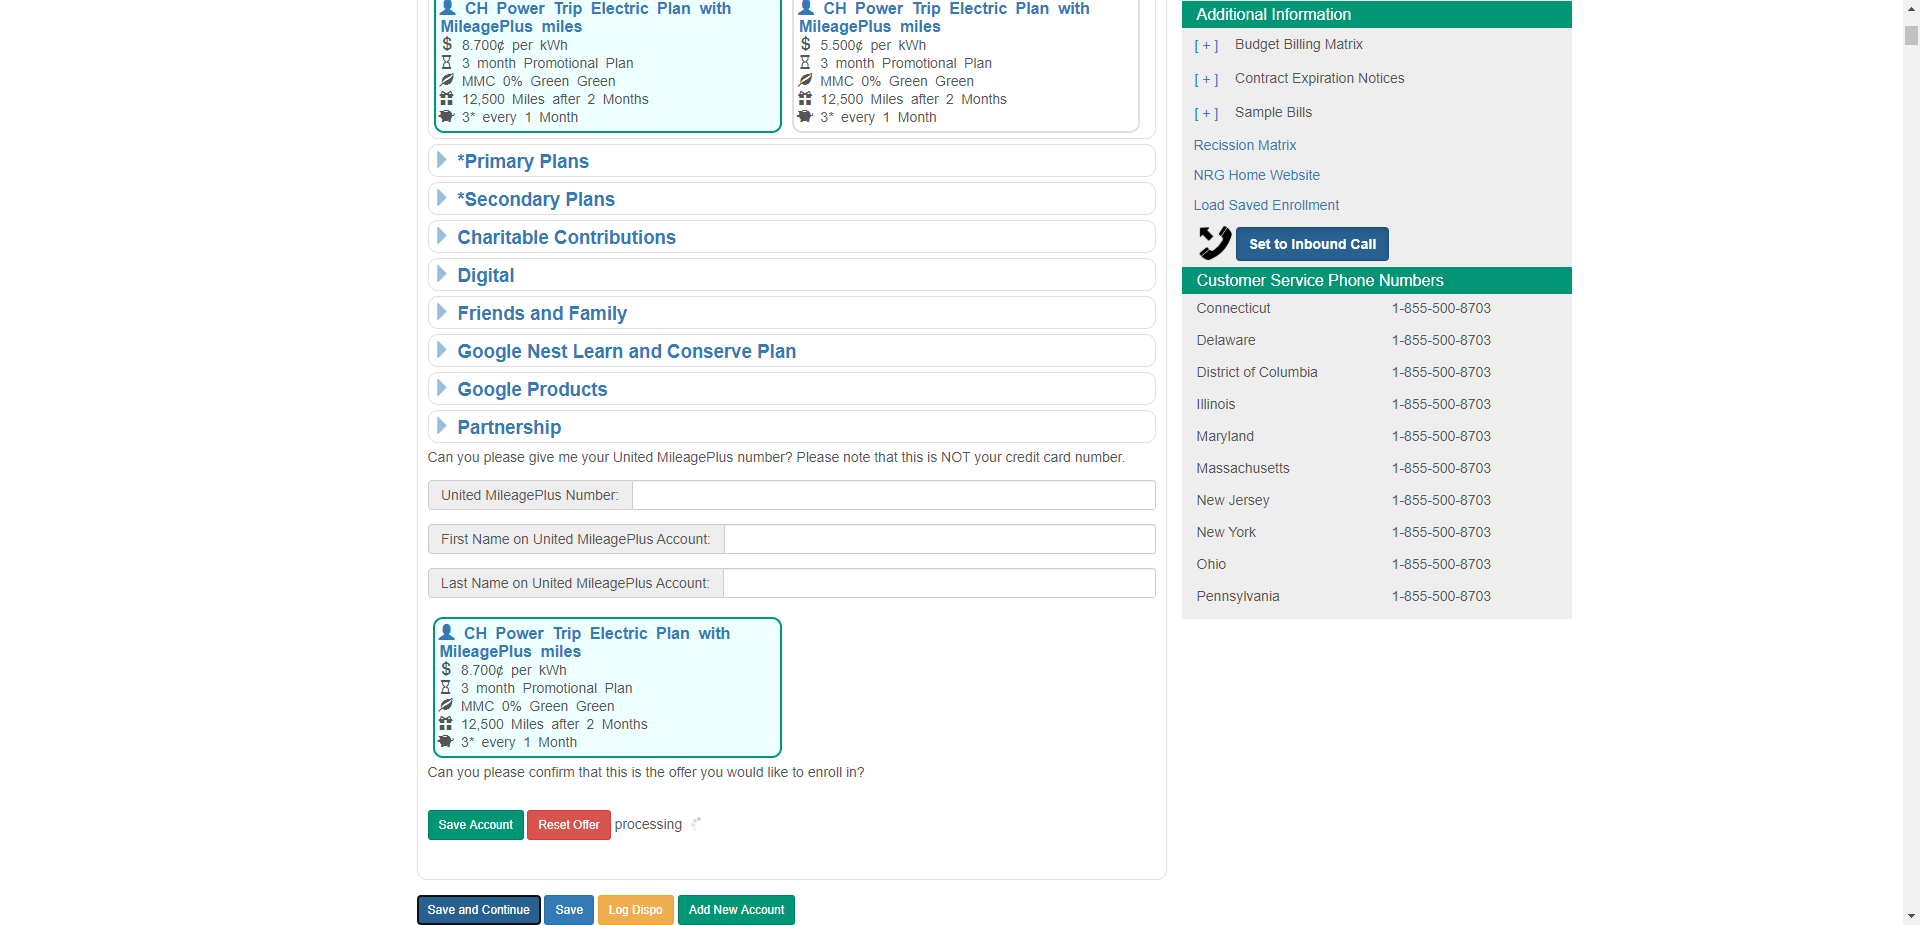 CH Power Trip Electric Plan with
MileagePlus miles
8.700¢ per kWh
3 month Promotional Plan
MMC 0% Green Green
12,500 Miles after 2 Months
3* every 1 Month
CH Power Trip Electric Plan with
MileagePlus miles
5.500¢ per kWh
3 month Promotional Plan
MMC 0% Green Green
12,500 Miles after 2 Months
3* every 1 Month
*Primary Plans
*Secondary Plans
Charitable Contributions
Digital
Friends and Family
Google Nest Learn and Conserve Plan
Google Products
Partnership
Can you please give me your United MileagePlus number? Please note that this is NOT your credit card number.
United MileagePlus Number:
First Name on United MileagePlus Account:
Last Name on United MileagePlus Account:
CH Power Trip Electric Plan with
MileagePlus miles
8.700¢ per kWh
3 month Promotional Plan
MMC 0% Green Green
12,500 Miles after 2 Months
3* every 1 Month
Can you please confirm that this is the offer you would like to enroll in?
Save Account Reset Offer processing
Save and Continue Save Log Dispo Add New Account
Additional Information
[ + ] Budget Billing Matrix
[ + ] Contract Expiration Notices
[ + ] Sample Bills
Recission Matrix
NRG Home Website
Load Saved Enrollment
Set to Inbound Call
Customer Service Phone Numbers
Connecticut 1-855-500-8703
Delaware 1-855-500-8703
District of Columbia 1-855-500-8703
Illinois 1-855-500-8703
Maryland 1-855-500-8703
Massachusetts 1-855-500-8703
New Jersey 1-855-500-8703
New York 1-855-500-8703
Ohio 1-855-500-8703
Pennsylvania 1-855-500-8703